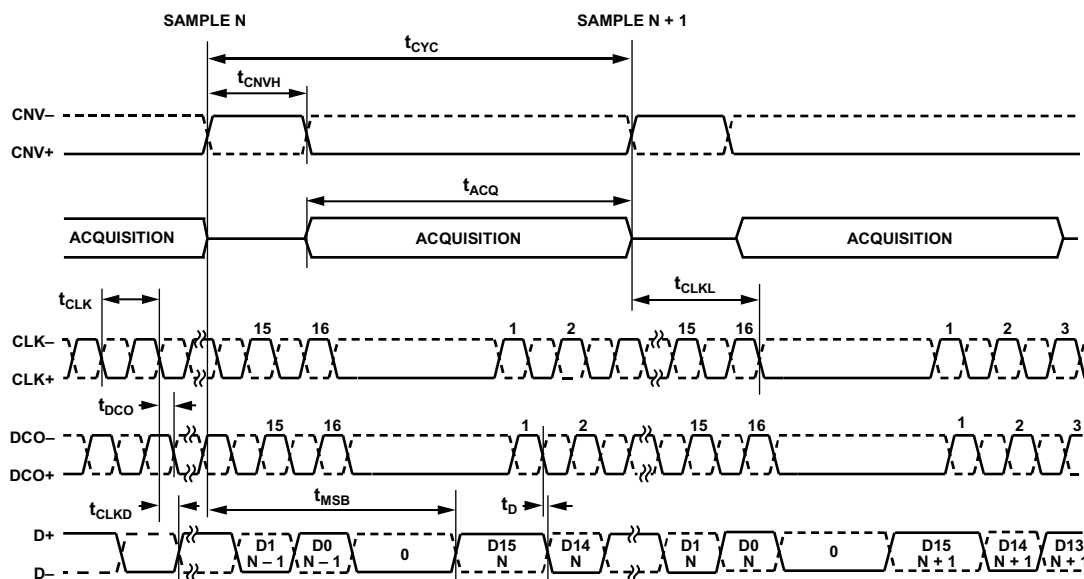 SAMPLE N SAMPLE N + 1
tCYC
tCNVH
CNV–
CNV+
tACQ
ACQUISITION ACQUISITION ACQUISITION
tCLK tCLKL
15 16 1 2 15 16 1 2 3
CLK–
CLK+
tDCO
15 16 1 2 15 16 1 2 3
DCO–
DCO+
tCLKD tMSB tD
D+
D1 D0 0 D15 D14 D1 D0 0 D15 D14 D13
N – 1 N – 1 N N N N N + 1 N + 1 N + 1
D–